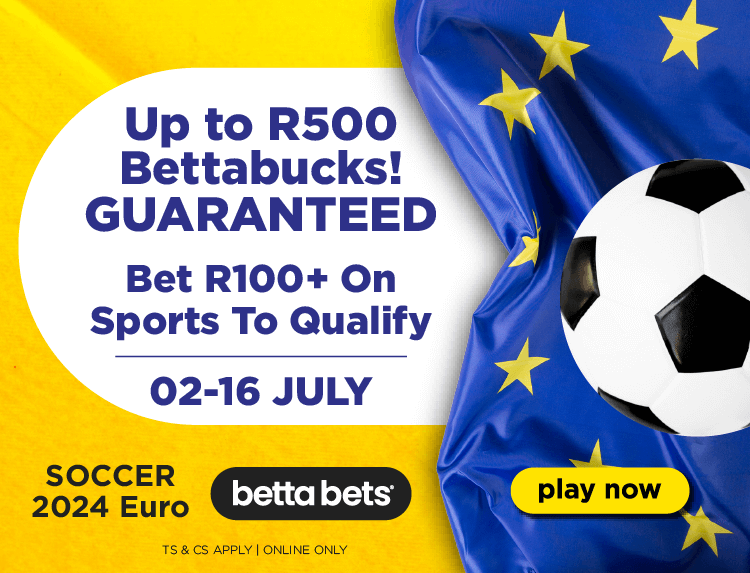 Up to R500
Bettabucks!
GUARANTEED
Bet R100+ On
Sports To Qualify
02-16 JULY
SOCCER
2024 Euro
betta bets
play now
TS & CS APPLY | ONLINE ONLY